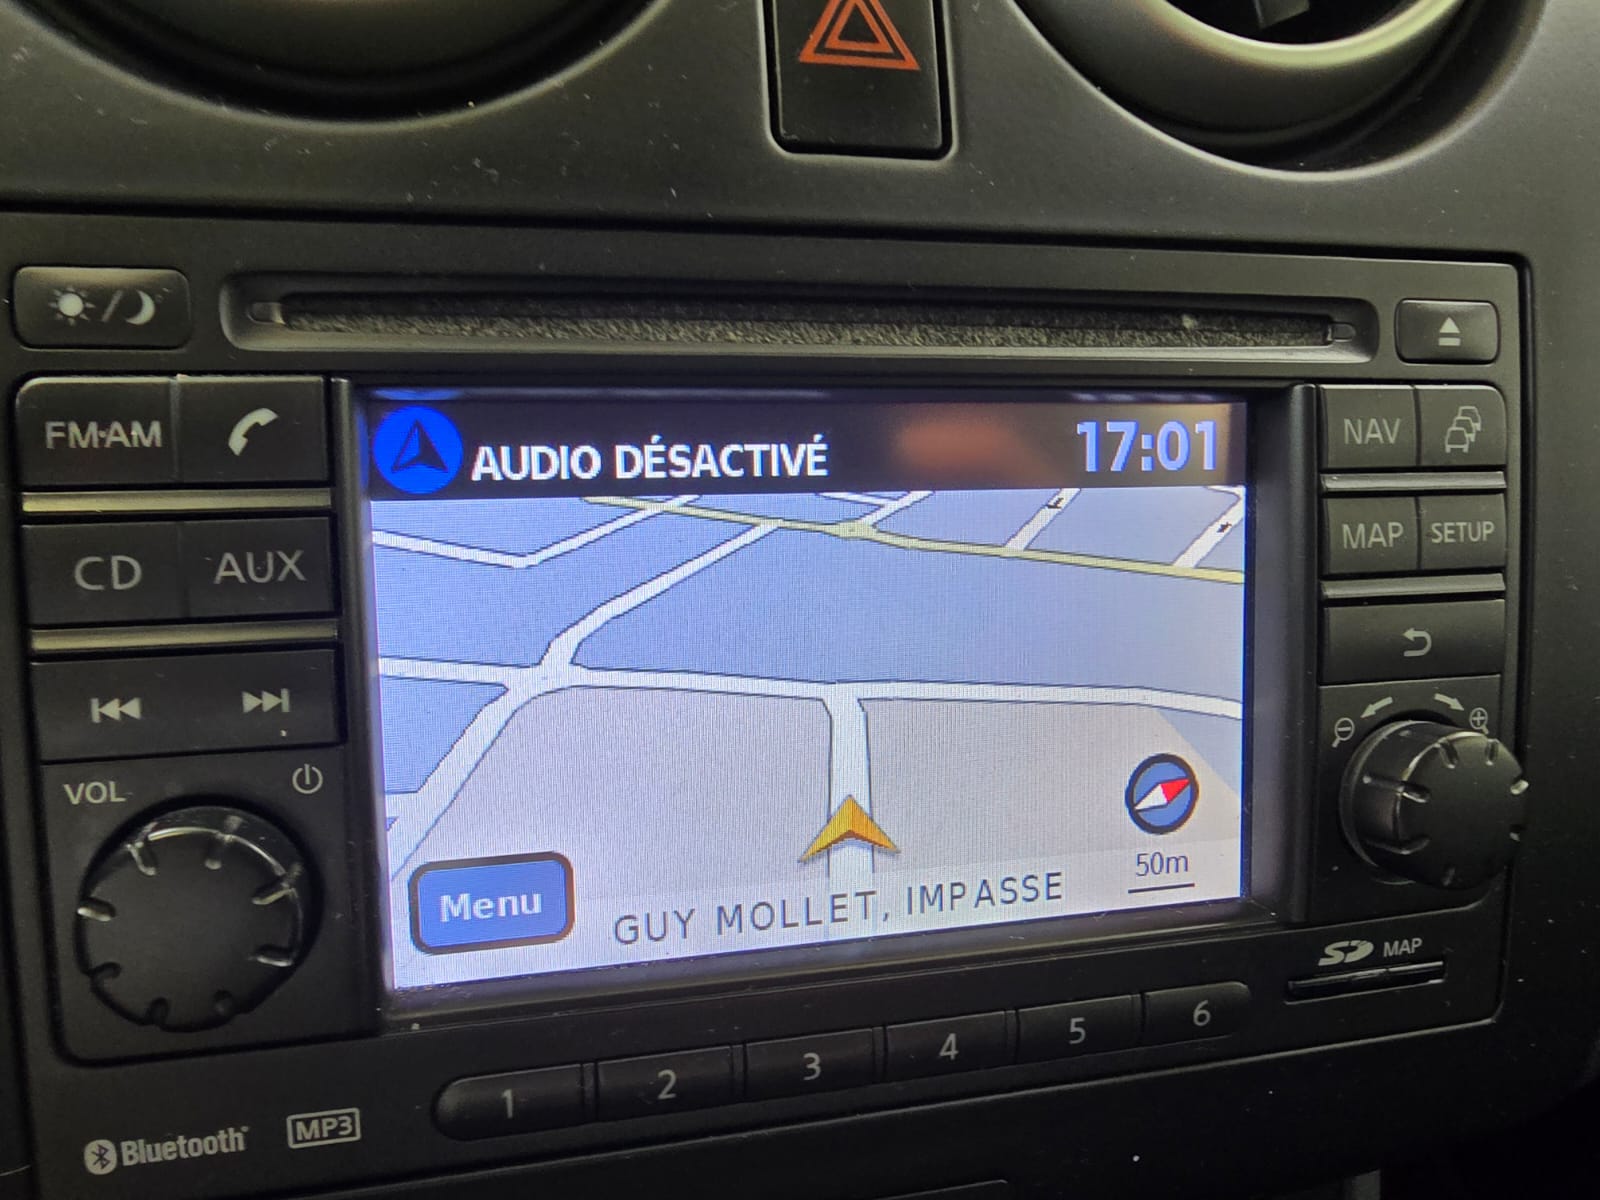 FM·AM
CD AUX
VOL
AUDIO DÉSACTIVÉ 17:01
Menu
GUY MOLLET, IMPASSE
50m
NAV
MAP SETUP
SD MAP
1 2 3 4 5 6
Bluetooth MP3